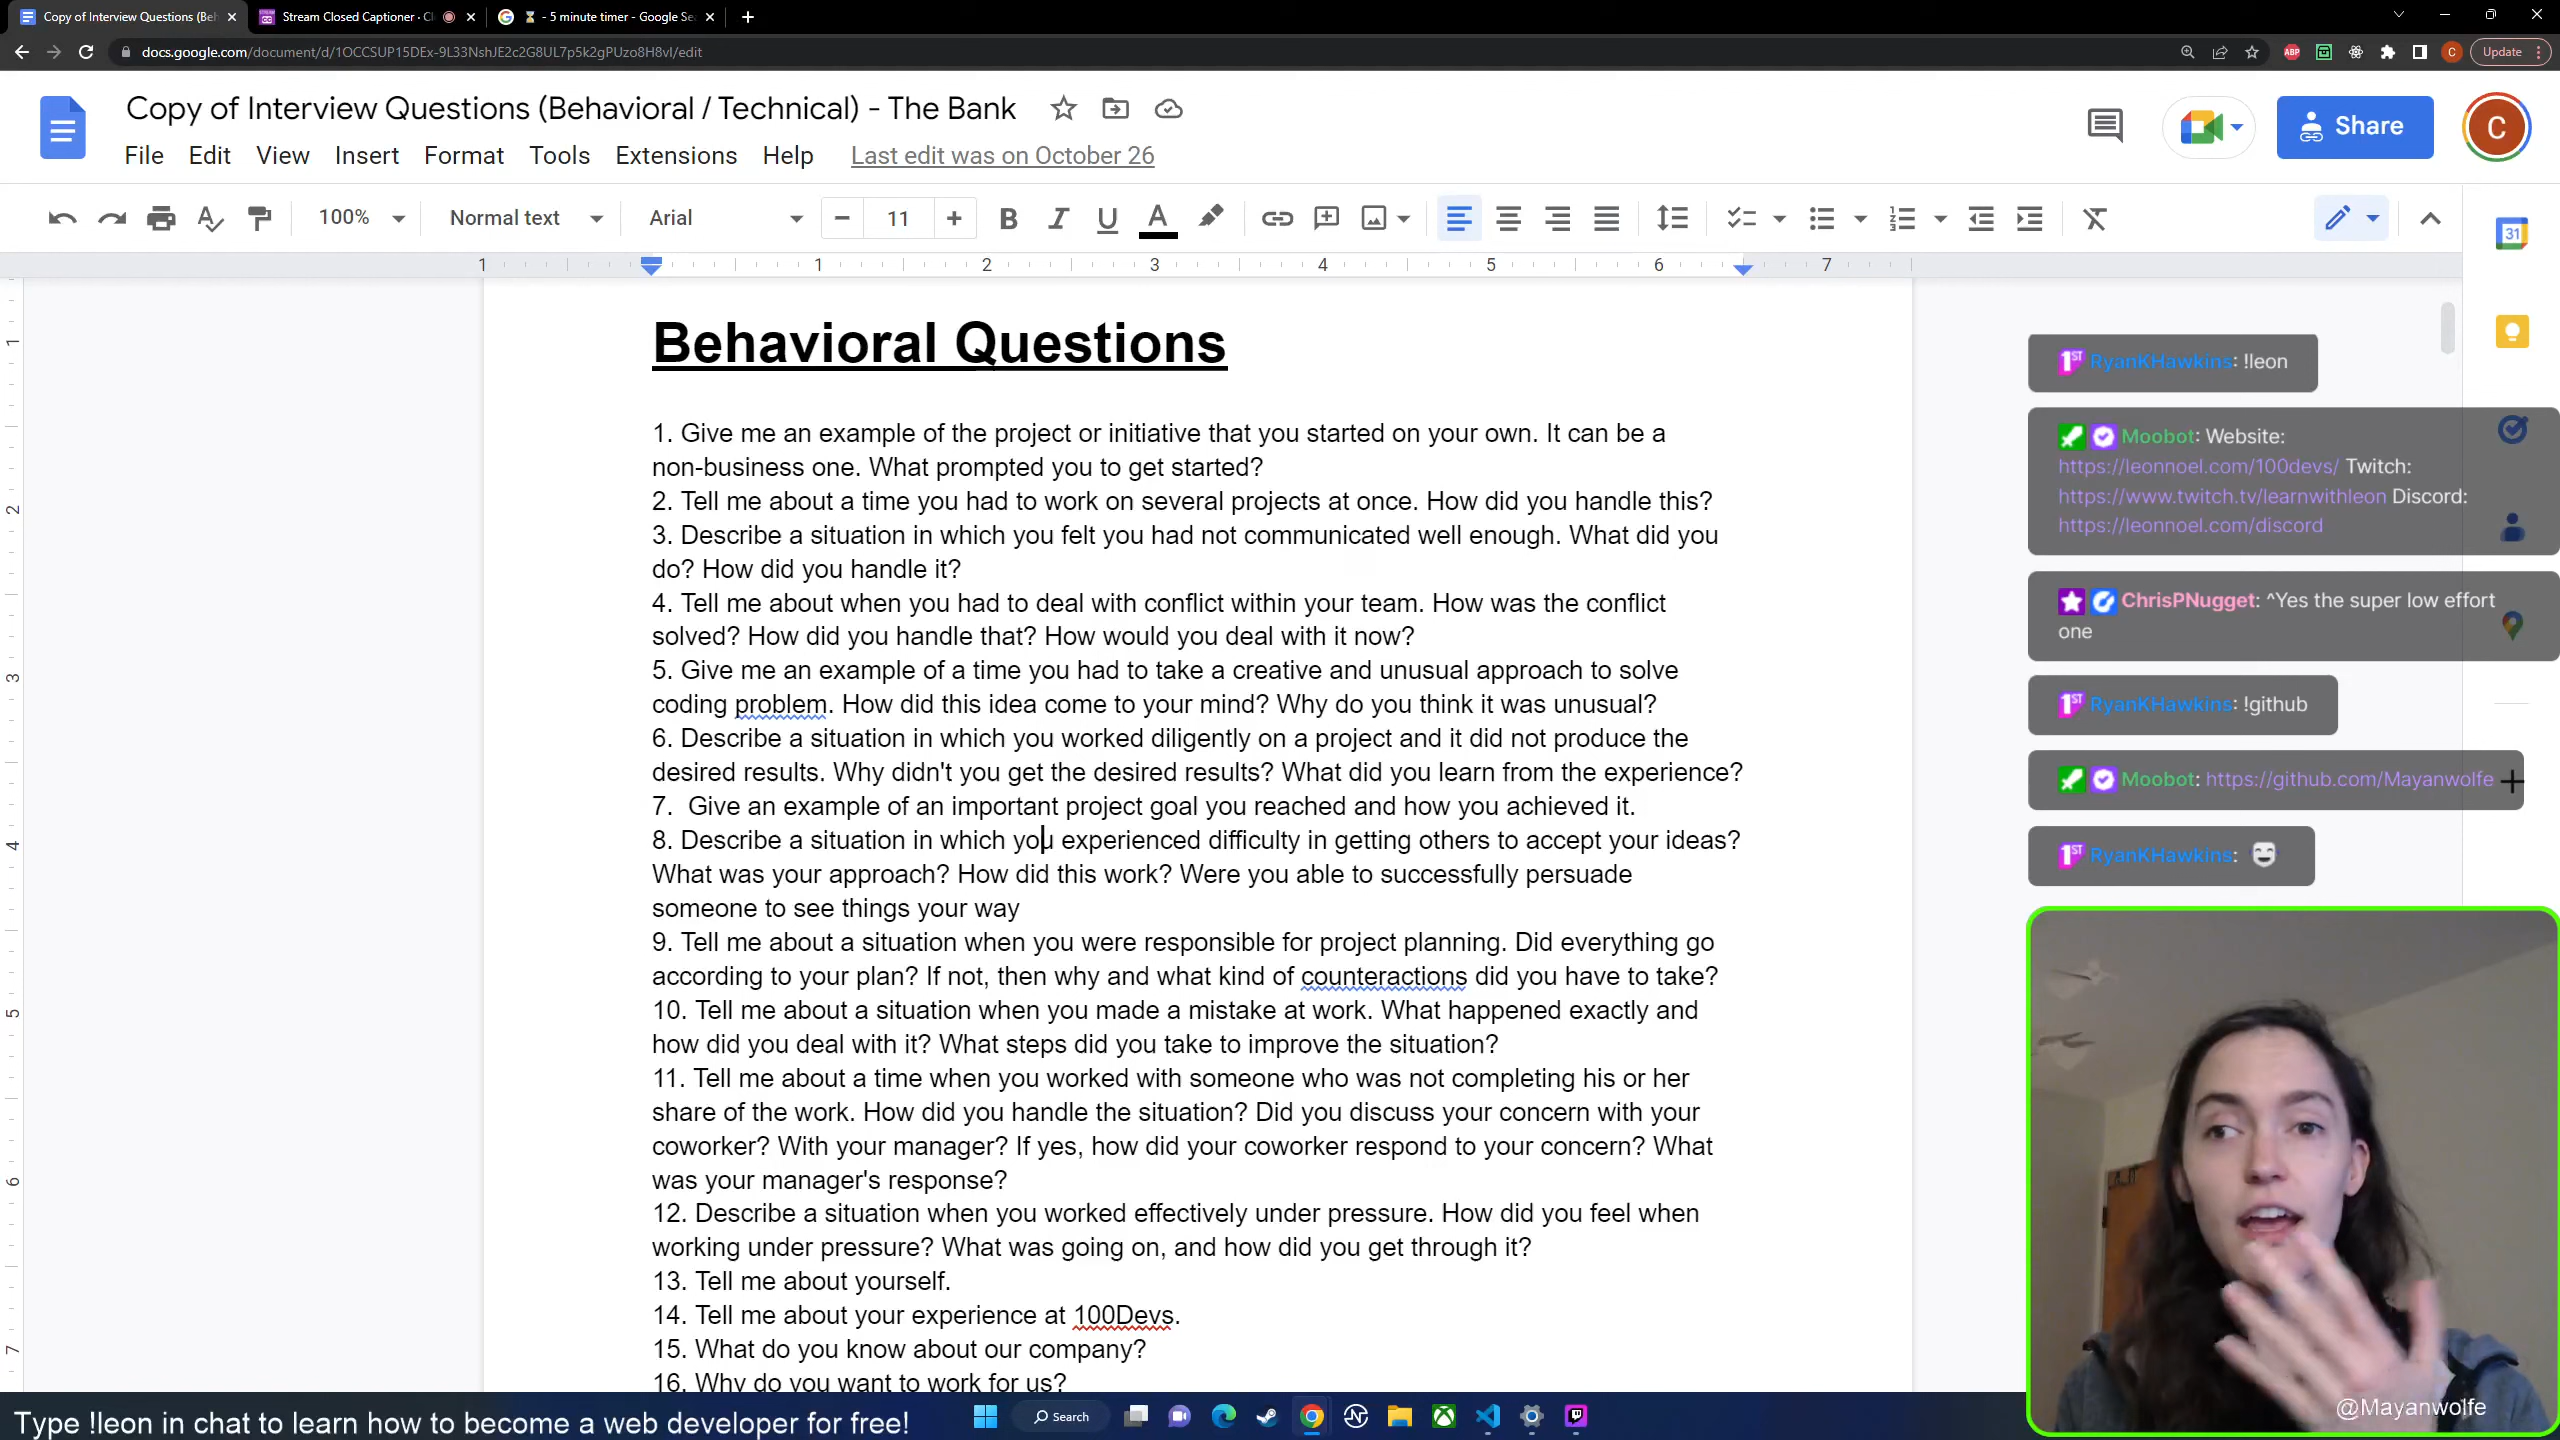 Copy of Interview Questions (Beh
Stream Closed Captioner · Cl
- 5 minute timer - Google Se
docs.google.com/document/d/1OCCSUP15DEx-9L33NshJE2c2G8UL7p5k2gPUzo8H8vI/edit
ABP
C
Update
Copy of Interview Questions (Behavioral / Technical) - The Bank
Share
C
File Edit View Insert Format Tools Extensions Help Last edit was on October 26
100% Normal text Arial 11 B I U A
31
1 1 2 3 4 5 6 7
Behavioral Questions
1. Give me an example of the project or initiative that you started on your own. It can be a
non-business one. What prompted you to get started?
2. Tell me about a time you had to work on several projects at once. How did you handle this?
3. Describe a situation in which you felt you had not communicated well enough. What did you
do? How did you handle it?
4. Tell me about when you had to deal with conflict within your team. How was the conflict
solved? How did you handle that? How would you deal with it now?
5. Give me an example of a time you had to take a creative and unusual approach to solve
coding problem. How did this idea come to your mind? Why do you think it was unusual?
6. Describe a situation in which you worked diligently on a project and it did not produce the
desired results. Why didn't you get the desired results? What did you learn from the experience?
7.  Give an example of an important project goal you reached and how you achieved it.
8. Describe a situation in which you experienced difficulty in getting others to accept your ideas?
What was your approach? How did this work? Were you able to successfully persuade
someone to see things your way
9. Tell me about a situation when you were responsible for project planning. Did everything go
according to your plan? If not, then why and what kind of counteractions did you have to take?
10. Tell me about a situation when you made a mistake at work. What happened exactly and
how did you deal with it? What steps did you take to improve the situation?
11. Tell me about a time when you worked with someone who was not completing his or her
share of the work. How did you handle the situation? Did you discuss your concern with your
coworker? With your manager? If yes, how did your coworker respond to your concern? What
was your manager's response?
12. Describe a situation when you worked effectively under pressure. How did you feel when
working under pressure? What was going on, and how did you get through it?
13. Tell me about yourself.
14. Tell me about your experience at 100Devs.
15. What do you know about our company?
16. Why do you want to work for us?
1
2
3
4
5
6
7
1ST RyanKHawkins: !leon
Moobot: Website:
https://leonnoel.com/100devs/ Twitch:
https://www.twitch.tv/learnwithleon Discord:
https://leonnoel.com/discord
ChrisPNugget: ^Yes the super low effort
one
1ST RyanKHawkins: !github
Moobot: https://github.com/Mayanwolfe
1ST RyanKHawkins:
@Mayanwolfe
Type !leon in chat to learn how to become a web developer for free!
Search